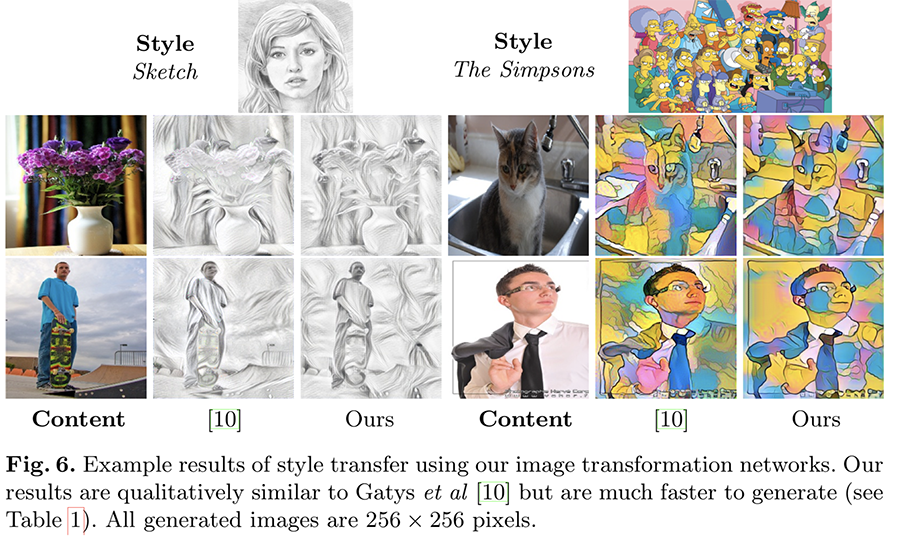 Style
Sketch
Style
The Simpsons
Content
[10]
Ours
Content
[10]
Ours
Fig. 6. Example results of style transfer using our image transformation networks. Our
results are qualitatively similar to Gatys et al [10] but are much faster to generate (see
Table 1). All generated images are 256 × 256 pixels.